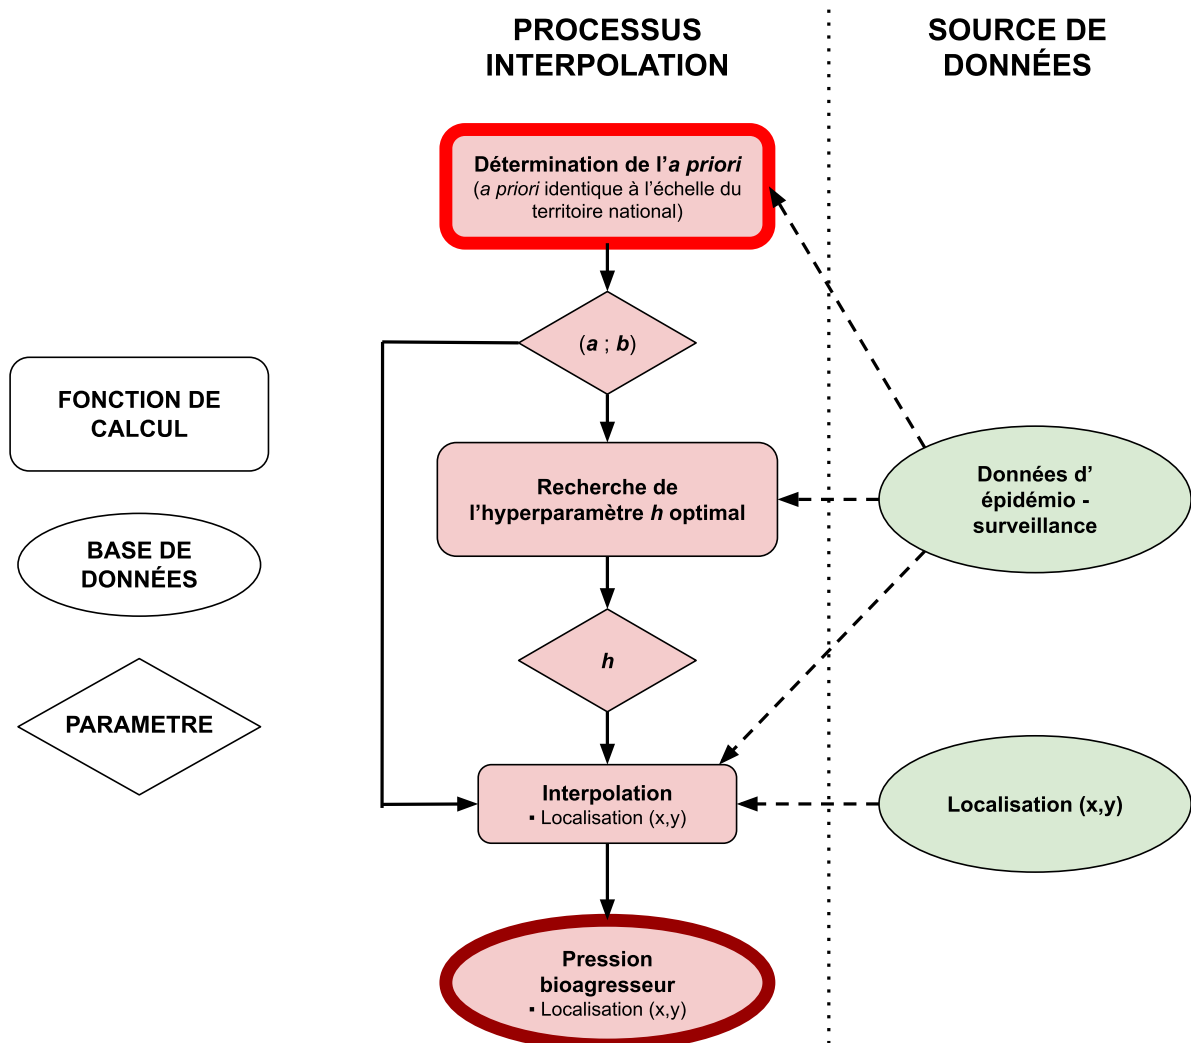 PROCESSUS
INTERPOLATION
SOURCE DE
DONNÉES
Détermination de l'a priori
(a priori identique à l'échelle du
territoire national)
(a ; b)
FONCTION DE
CALCUL
Recherche de
l'hyperparamètre h optimal
Données d'
épidémio -
surveillance
BASE DE
DONNÉES
h
PARAMETRE
Interpolation
▪ Localisation (x,y)
Localisation (x,y)
Pression
bioagresseur
▪ Localisation (x,y)